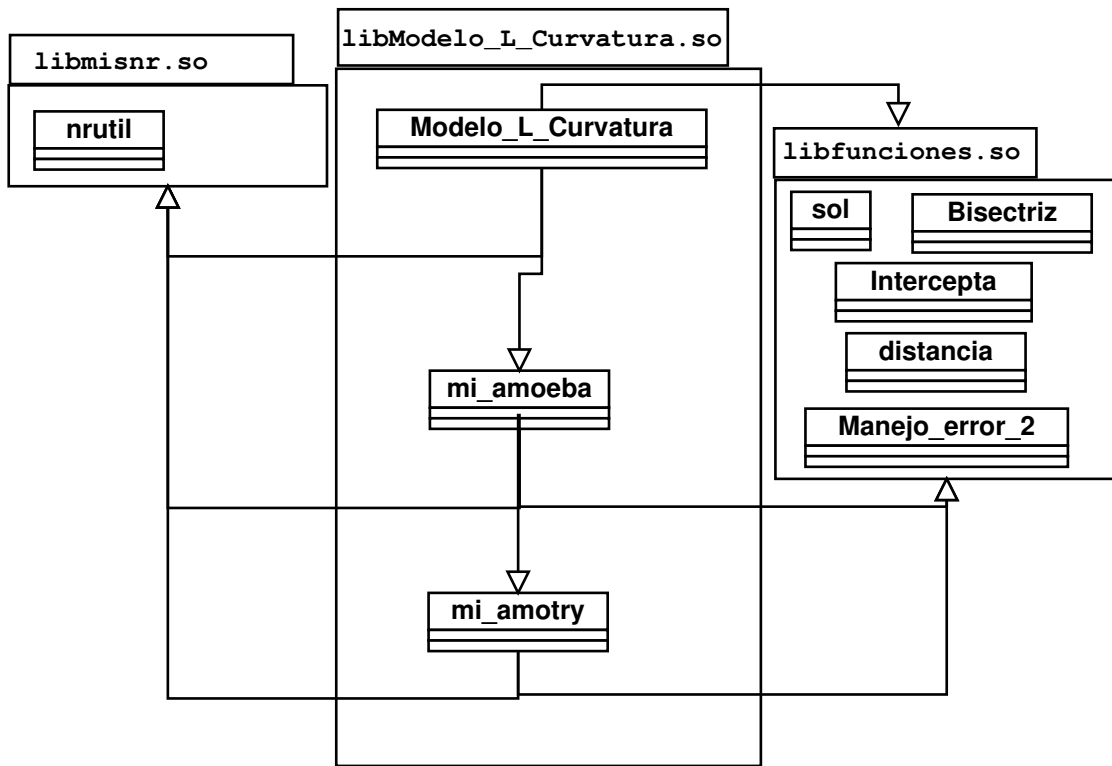 libModelo_L_Curvatura.so
libmisnr.so
nrutil
Modelo_L_Curvatura
libfunciones.so
sol
Bisectriz
Intercepta
distancia
mi_amoeba
Manejo_error_2
mi_amotry